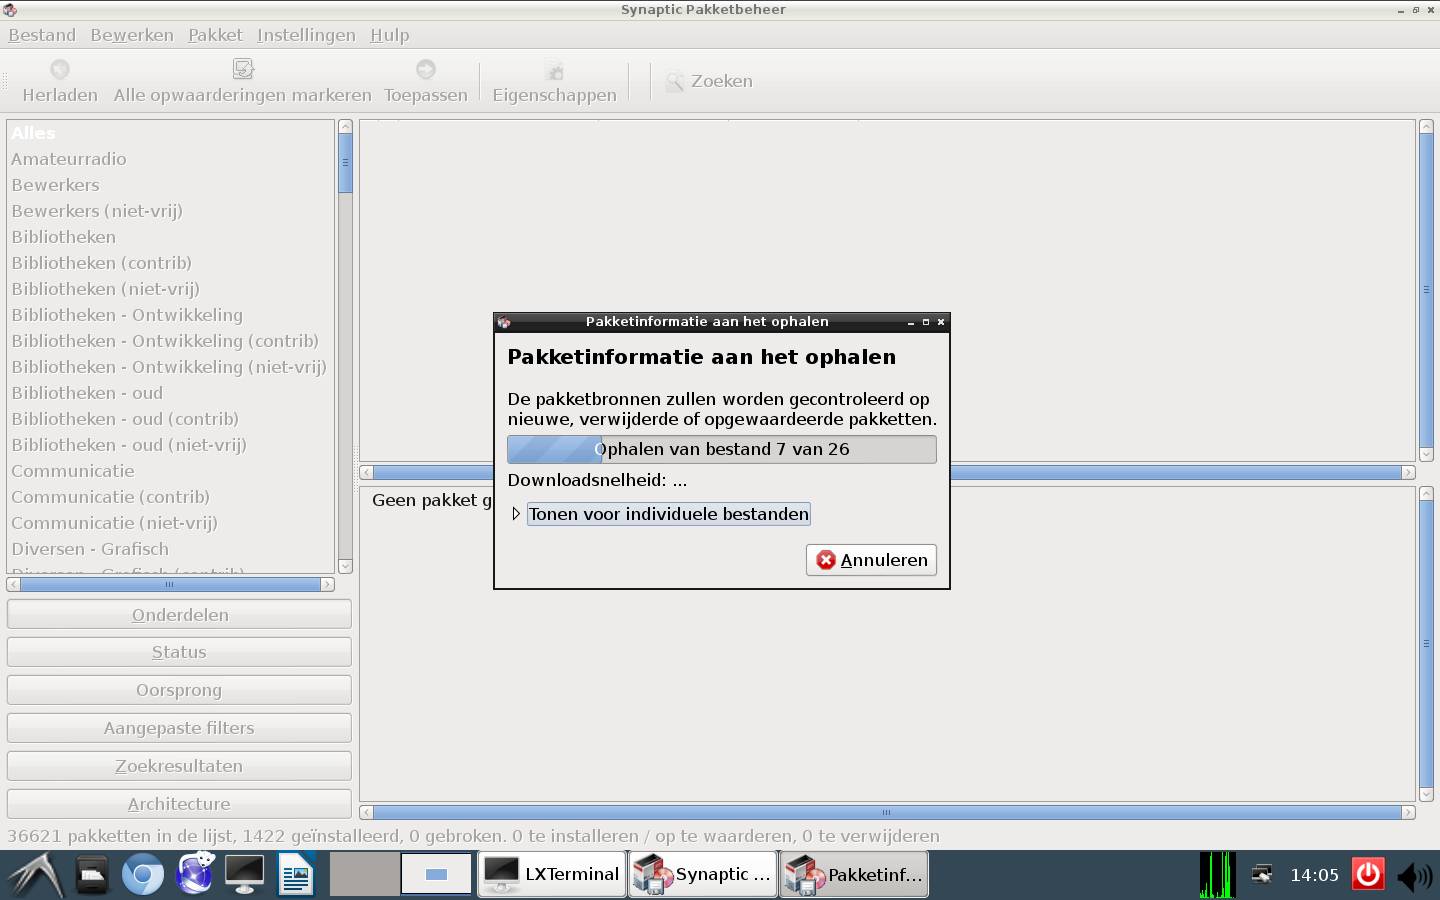 Synaptic Pakketbeheer
Bestand Bewerken Pakket Instellingen Hulp
Herladen Alle opwaarderingen markeren Toepassen Eigenschappen Zoeken
Alles
Amateurradio
Bewerkers
Bewerkers (niet-vrij)
Bibliotheken
Bibliotheken (contrib)
Bibliotheken (niet-vrij)
Bibliotheken - Ontwikkeling
Bibliotheken - Ontwikkeling (contrib)
Bibliotheken - Ontwikkeling (niet-vrij)
Bibliotheken - oud
Bibliotheken - oud (contrib)
Bibliotheken - oud (niet-vrij)
Communicatie
Communicatie (contrib)
Communicatie (niet-vrij)
Diversen - Grafisch
Diversen - Grafisch (contrib)
Onderdelen
Status
Oorsprong
Aangepaste filters
Zoekresultaten
Architecture
Geen pakket g
Pakketinformatie aan het ophalen
Pakketinformatie aan het ophalen
De pakketbronnen zullen worden gecontroleerd op
nieuwe, verwijderde of opgewaardeerde pakketten.
Ophalen van bestand 7 van 26
Downloadsnelheid: ...
Tonen voor individuele bestanden
Annuleren
36621 pakketten in de lijst, 1422 geïnstalleerd, 0 gebroken. 0 te installeren / op te waarderen, 0 te verwijderen
LXTerminal Synaptic ... Pakketinf... 14:05